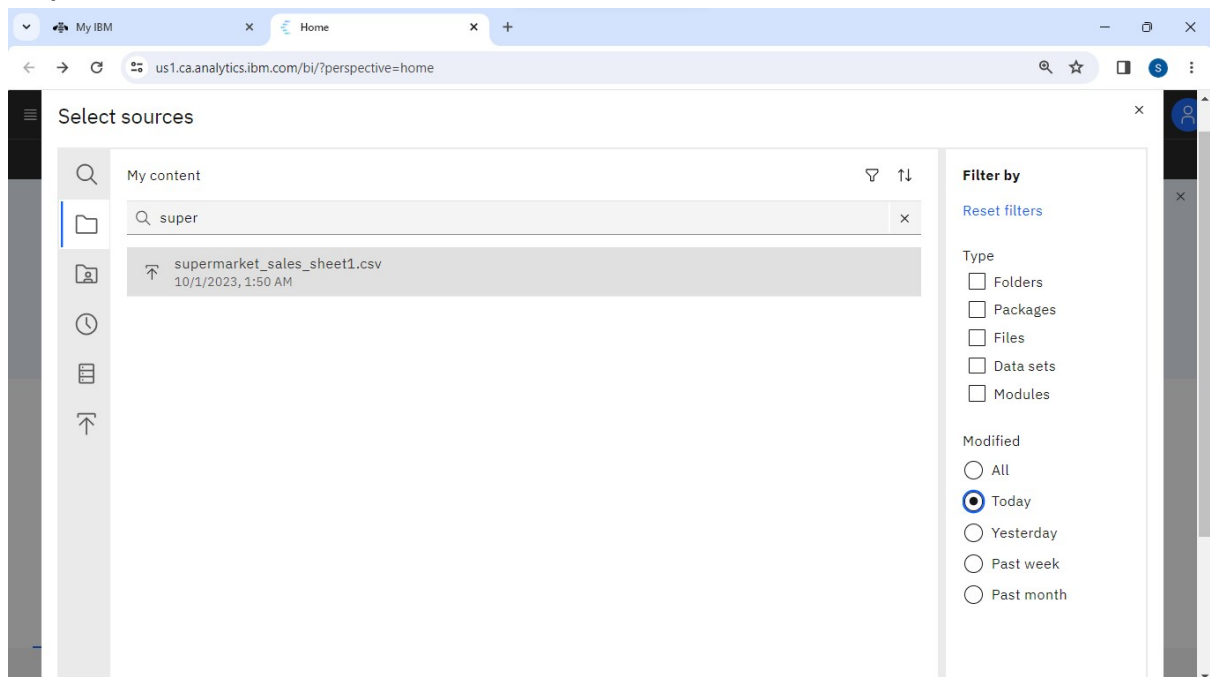 My IBM
Home
us1.ca.analytics.ibm.com/bi/?perspective=home
S
Select sources
My content
super
supermarket_sales_sheet1.csv
10/1/2023, 1:50 AM
Filter by
Reset filters
Type
Folders
Packages
Files
Data sets
Modules
Modified
All
Today
Yesterday
Past week
Past month